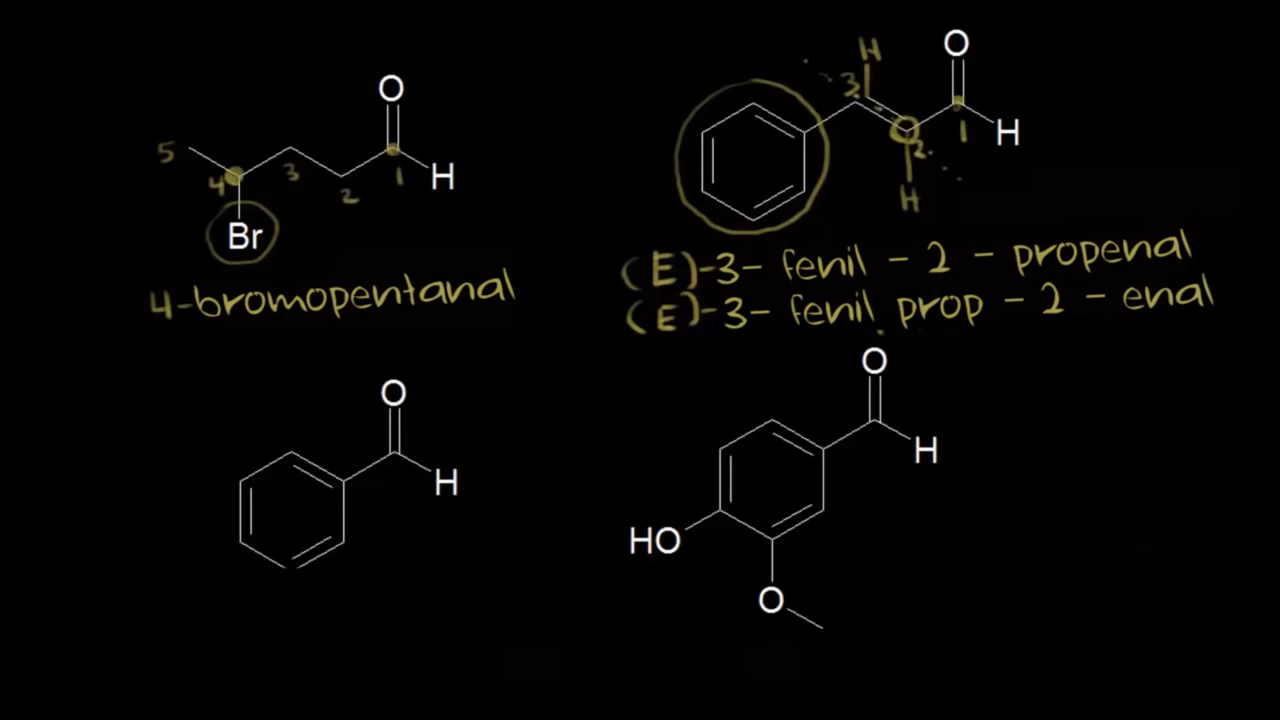 O
H
5
4
3
2
1
H
Br
4-bromopentanal
O
H
3
2
1
H
H
(E)-3- fenil - 2 - propenal
(E)-3- fenil prop - 2 - enal
O
H
O
H
HO
O